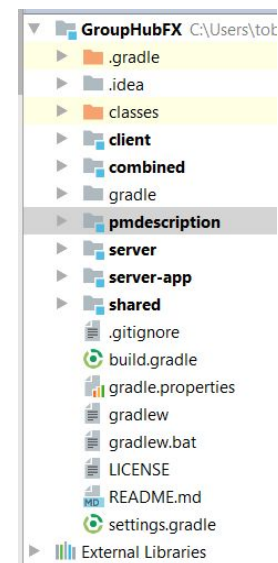 GroupHubFX C:\Users\tob
.gradle
.idea
classes
client
combined
gradle
pmdescription
server
server-app
shared
.gitignore
build.gradle
gradle.properties
gradlew
gradlew.bat
LICENSE
MD README.md
settings.gradle
External Libraries